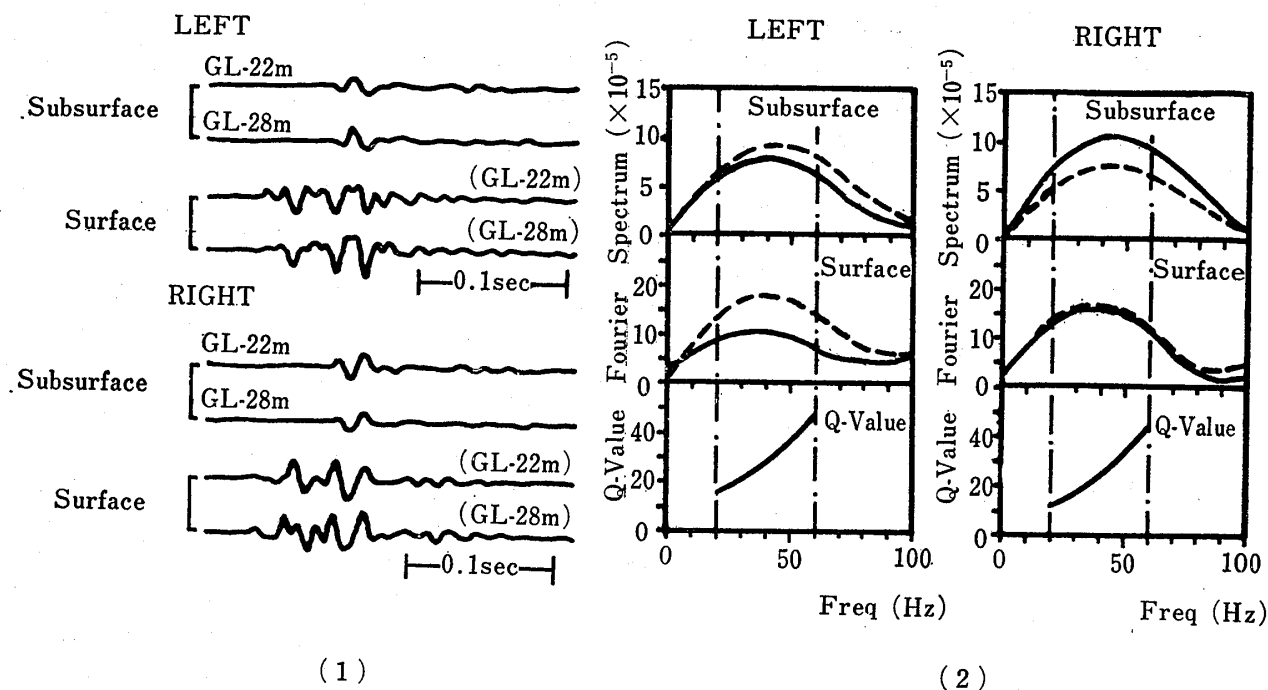 LEFT
GL-22m
Subsurface
GL-28m
(GL-22m)
Surface
(GL-28m)
0.1sec
RIGHT
GL-22m
Subsurface
GL-28m
(GL-22m)
Surface
(GL-28m)
0.1sec
(1)
LEFT
Fourier Spectrum (×10⁻⁵)
15
10
5
0
Subsurface
20
10
0
Surface
Q-Value
40
20
0
Q-Value
0 50 100
Freq (Hz)
RIGHT
Fourier Spectrum (×10⁻⁵)
15
10
5
0
Subsurface
20
10
0
Surface
Q-Value
40
20
0
Q-Value
0 50 100
Freq (Hz)
(2)